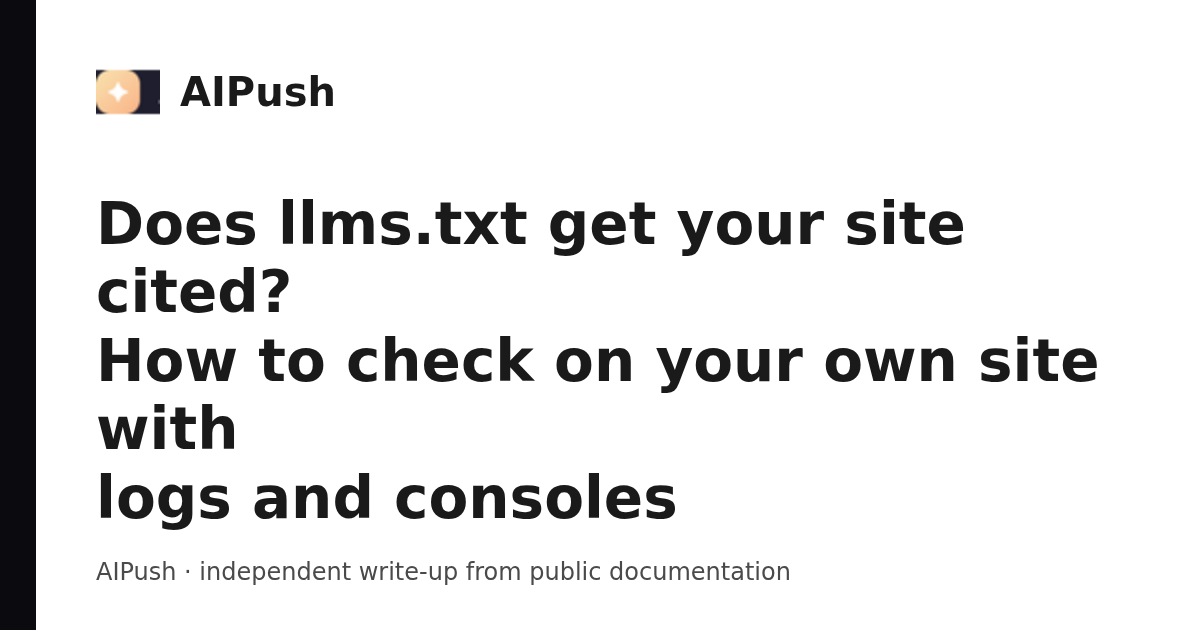 AIPush
Does llms.txt get your site
cited?
How to check on your own site
with
logs and consoles
AIPush · independent write-up from public documentation